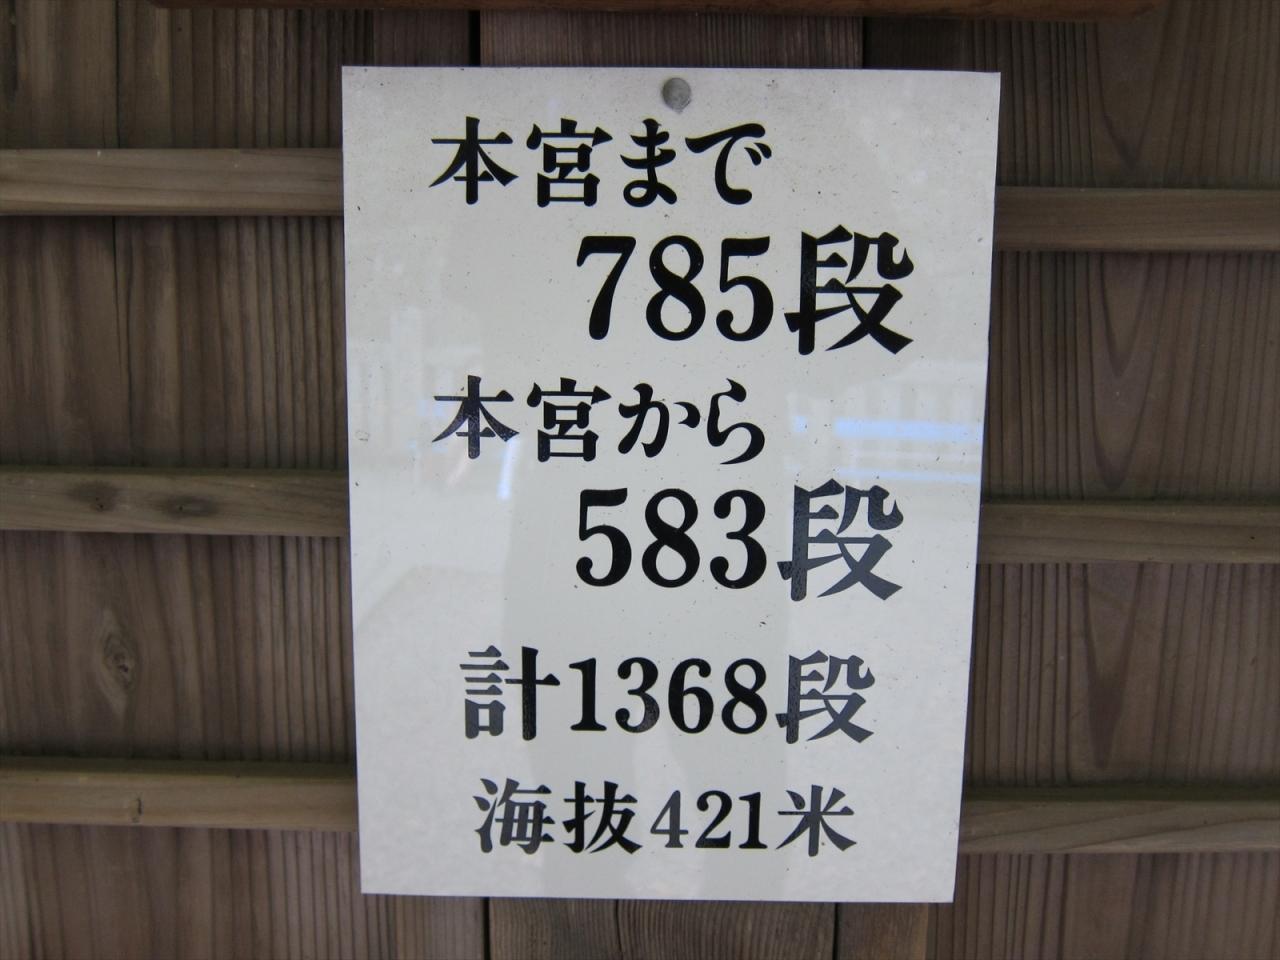 本宮まで
785段
本宮から
583段
計1368段
海抜421米